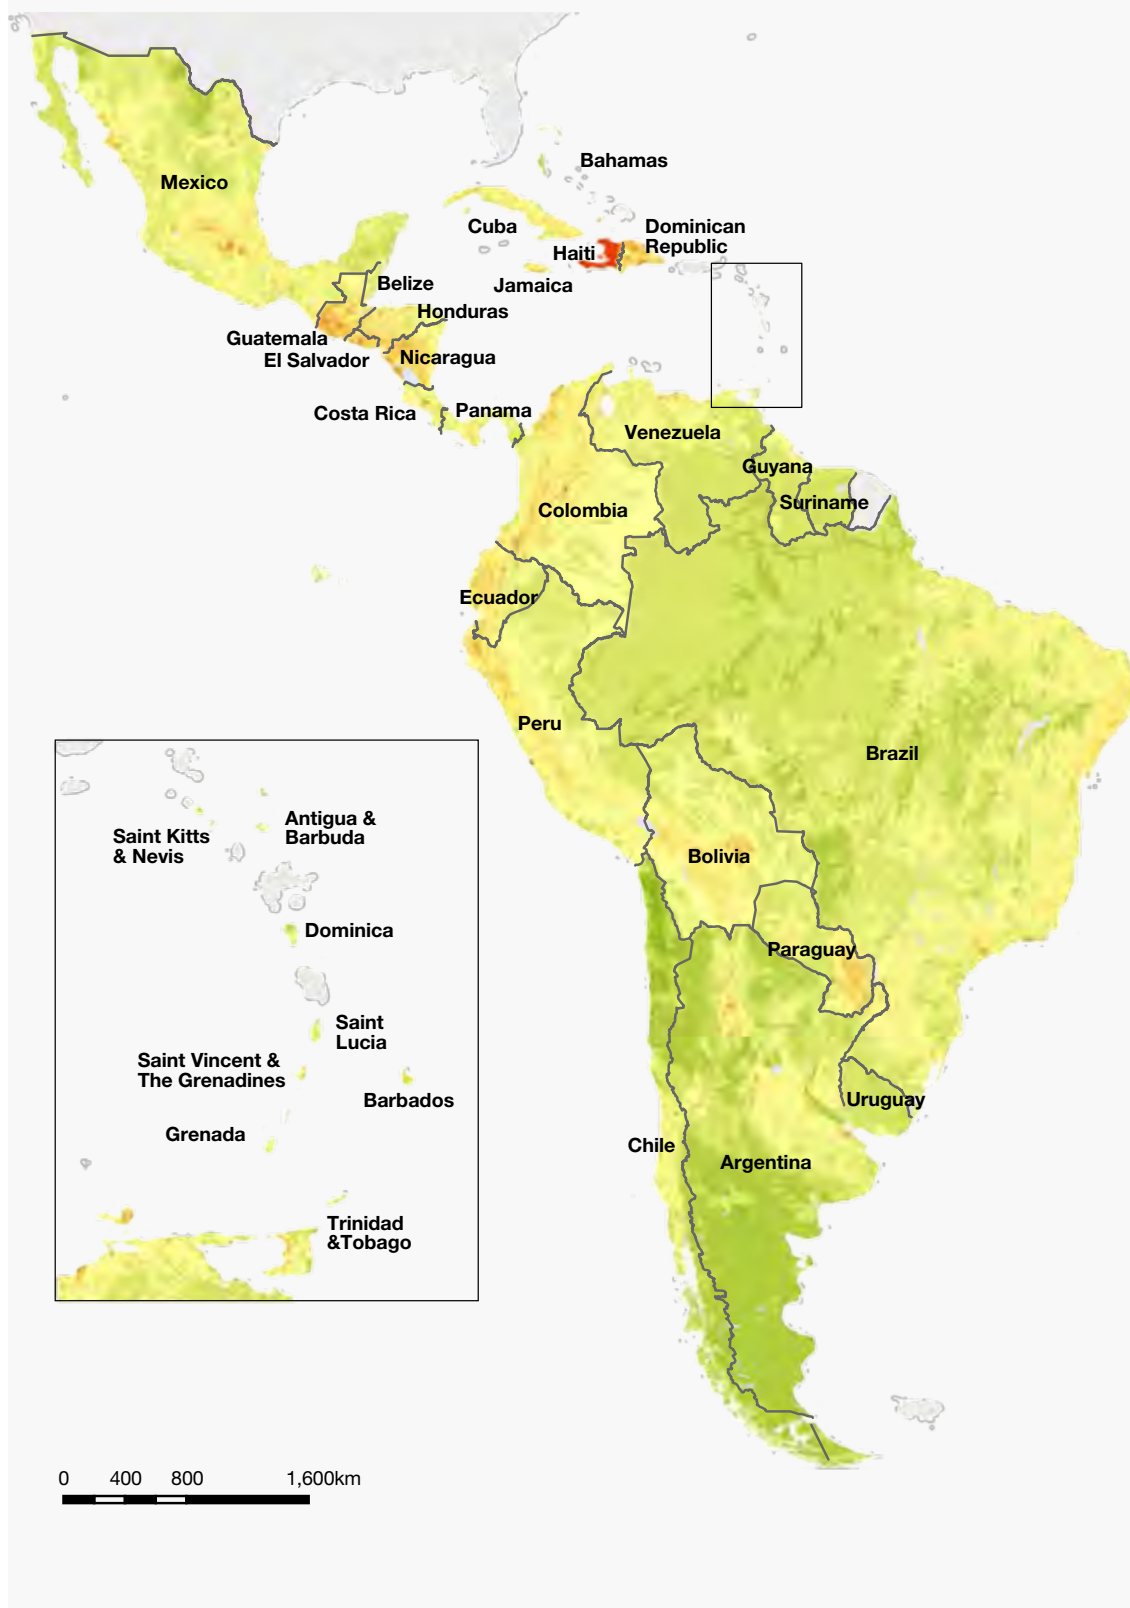 Bahamas
Mexico
Cuba
Dominican
Republic
Haiti
Jamaica
Belize
Honduras
Guatemala
El Salvador
Nicaragua
Costa Rica
Panama
Venezuela
Guyana
Suriname
Colombia
Ecuador
Peru
Brazil
Bolivia
Paraguay
Uruguay
Chile
Argentina
Antigua &
Barbuda
Saint Kitts
& Nevis
Dominica
Saint
Lucia
Saint Vincent &
The Grenadines
Barbados
Grenada
Trinidad
&Tobago
0 400 800 1,600km